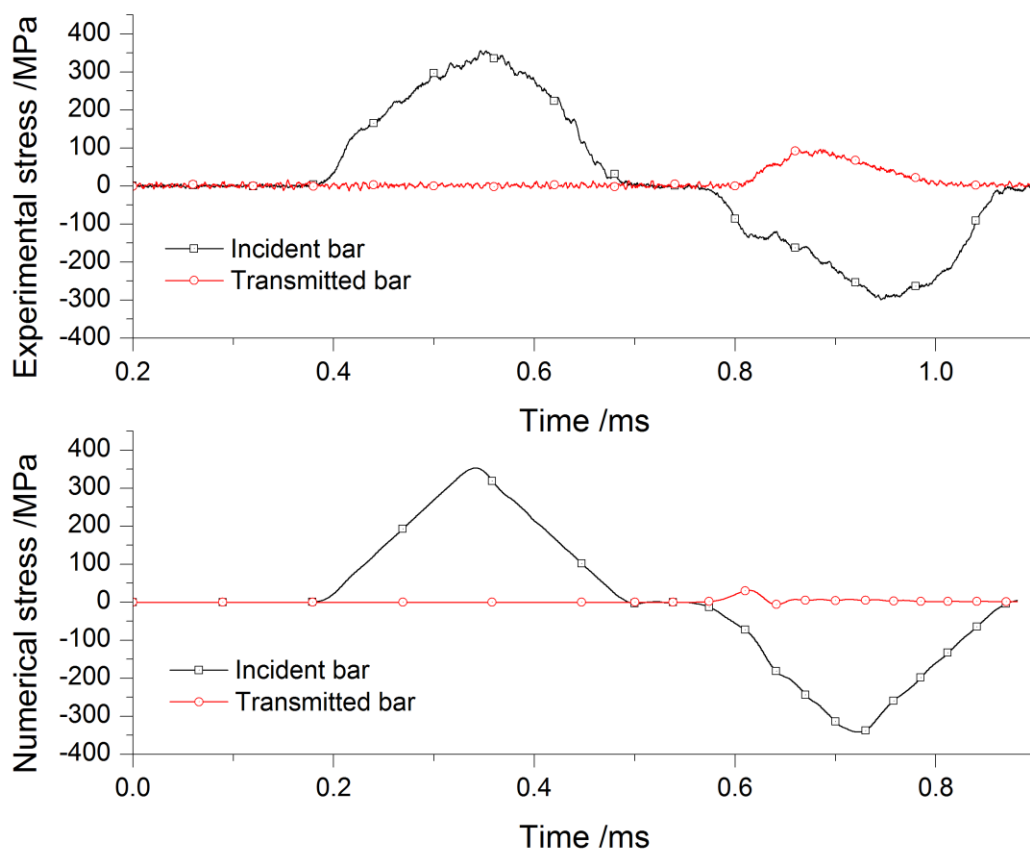 Experimental stress /MPa
400
300
200
100
0
-100
-200
-300
-400
Incident bar
Transmitted bar
0.2 0.4 0.6 0.8 1.0
Time /ms
Numerical stress /MPa
400
300
200
100
0
-100
-200
-300
-400
Incident bar
Transmitted bar
0.0 0.2 0.4 0.6 0.8
Time /ms